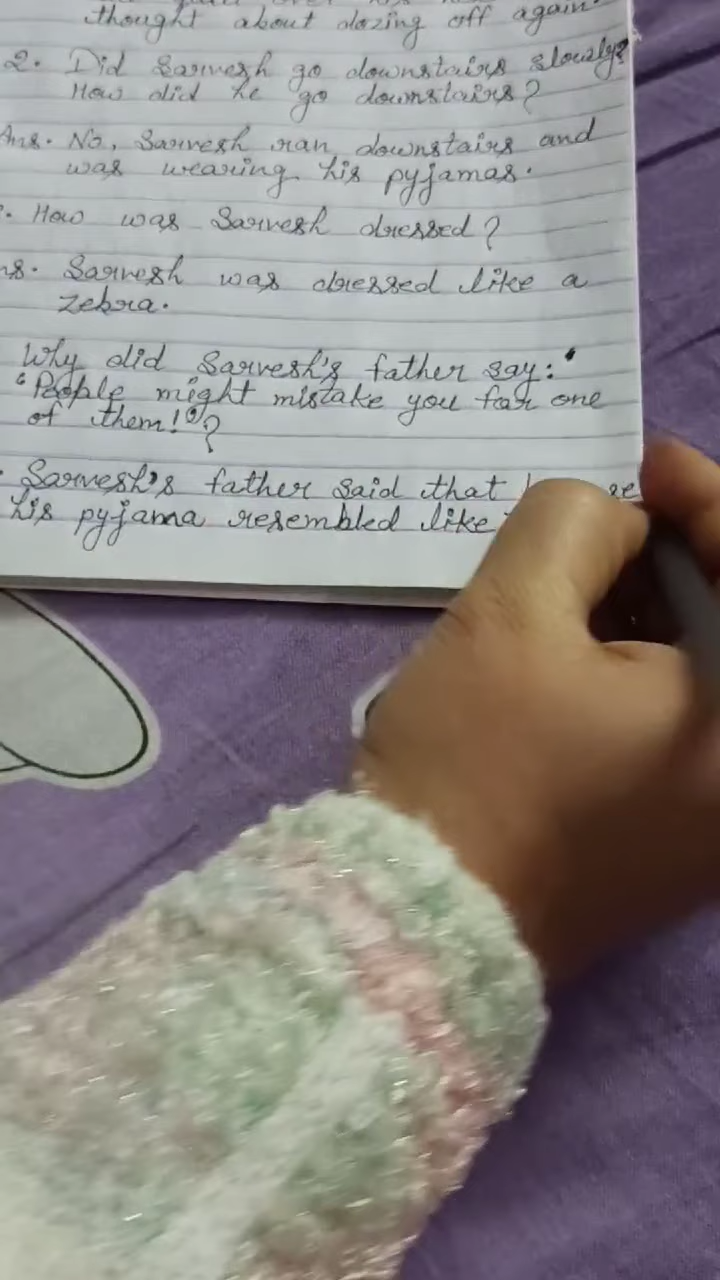 thought about dozing off again
2. Did Sarvesh go downstairs slowly?
How did he go downstairs?
Ans. No, Sarvesh ran downstairs and
was wearing his pyjamas.
. How was Sarvesh dressed?
ns. Sarvesh was dressed like a
zebra.
Why did Sarvesh's father say:
"People might mistake you for one
of them!"?
. Sarvesh's father said that
his pyjama resembled like